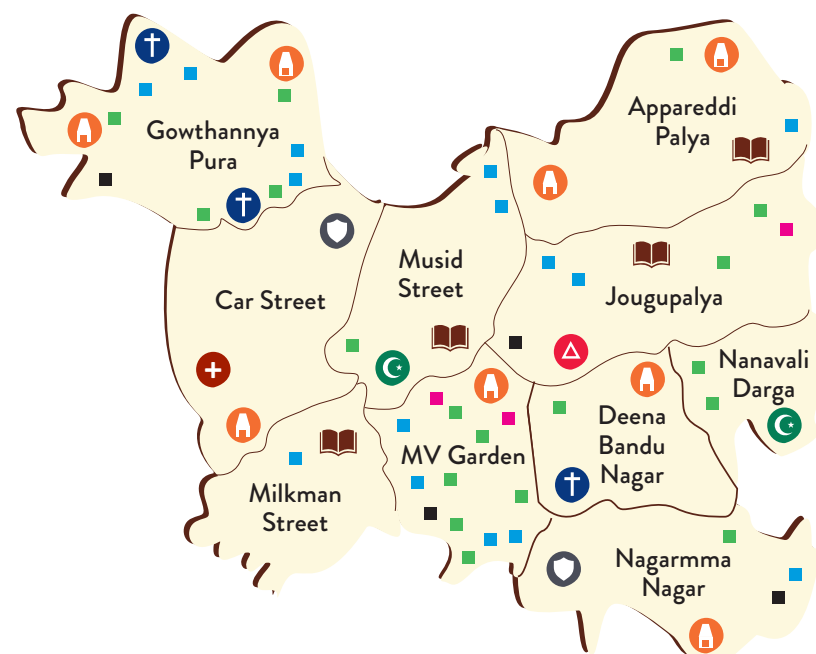 Gowthannya
Pura
Appareddi
Palya
Car Street
Musid
Street
Jougupalya
Nanavali
Darga
Deena
Bandu
Nagar
MV Garden
Milkman
Street
Nagarmma
Nagar